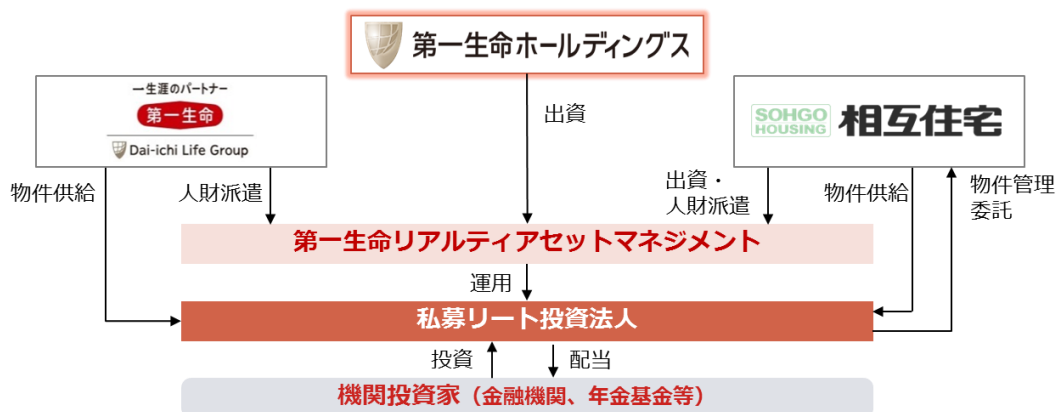 第一生命ホールディングス
一生涯のパートナー
第一生命
Dai-ichi Life Group
出資
SOHGO
HOUSING
相互住宅
物件供給
人財派遣
出資・
人財派遣
物件供給
物件管理
委託
第一生命リアルティアセットマネジメント
運用
私募リート投資法人
投資
配当
機関投資家（金融機関、年金基金等）